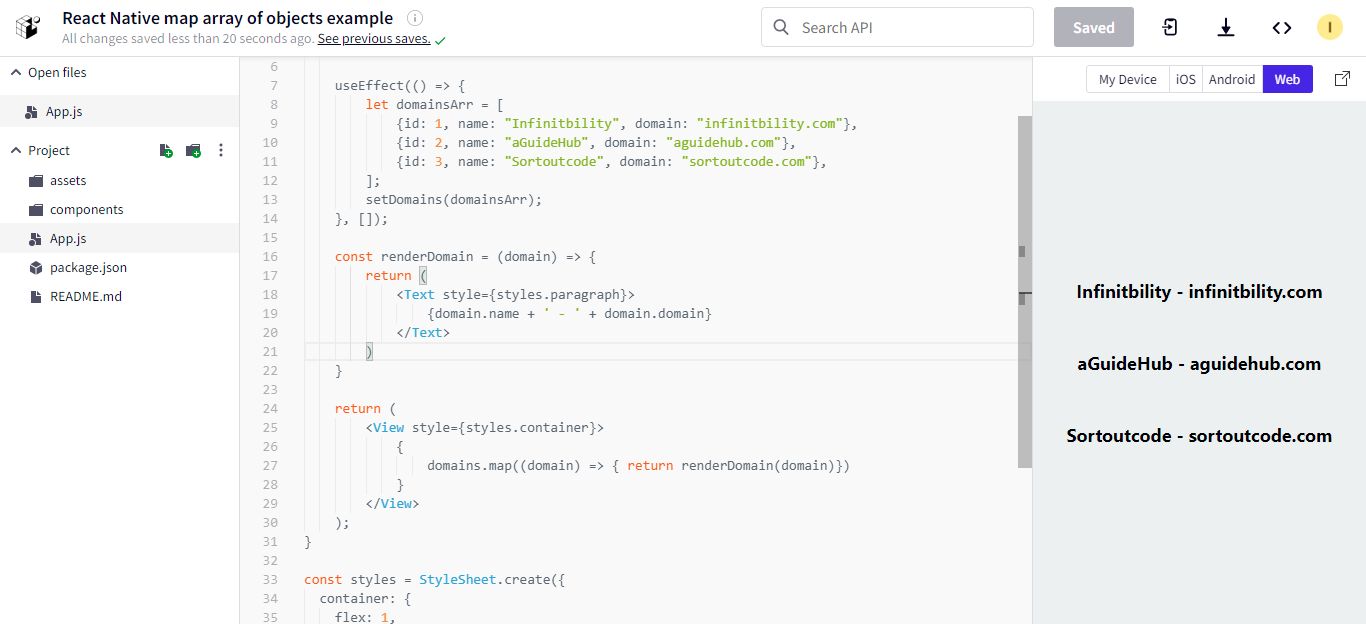 React Native map array of objects example
All changes saved less than 20 seconds ago. See previous saves.
Search API
Saved
I
Open files
App.js
Project
assets
components
App.js
package.json
README.md
6
7 useEffect(() => {
8 let domainsArr = [
9 {id: 1, name: "Infinitbility", domain: "infinitbility.com"},
10 {id: 2, name: "aGuideHub", domain: "aguidehub.com"},
11 {id: 3, name: "Sortoutcode", domain: "sortoutcode.com"},
12 ];
13 setDomains(domainsArr);
14 }, []);
15
16 const renderDomain = (domain) => {
17 return (
18 <Text style={styles.paragraph}>
19 {domain.name + ' - ' + domain.domain}
20 </Text>
21 )
22 }
23
24 return (
25 <View style={styles.container}>
26 {
27 domains.map((domain) => { return renderDomain(domain)})
28 }
29 </View>
30 );
31 }
32
33 const styles = StyleSheet.create({
34 container: {
35 flex: 1,
My Device iOS Android Web
Infinitbility - infinitbility.com
aGuideHub - aguidehub.com
Sortoutcode - sortoutcode.com